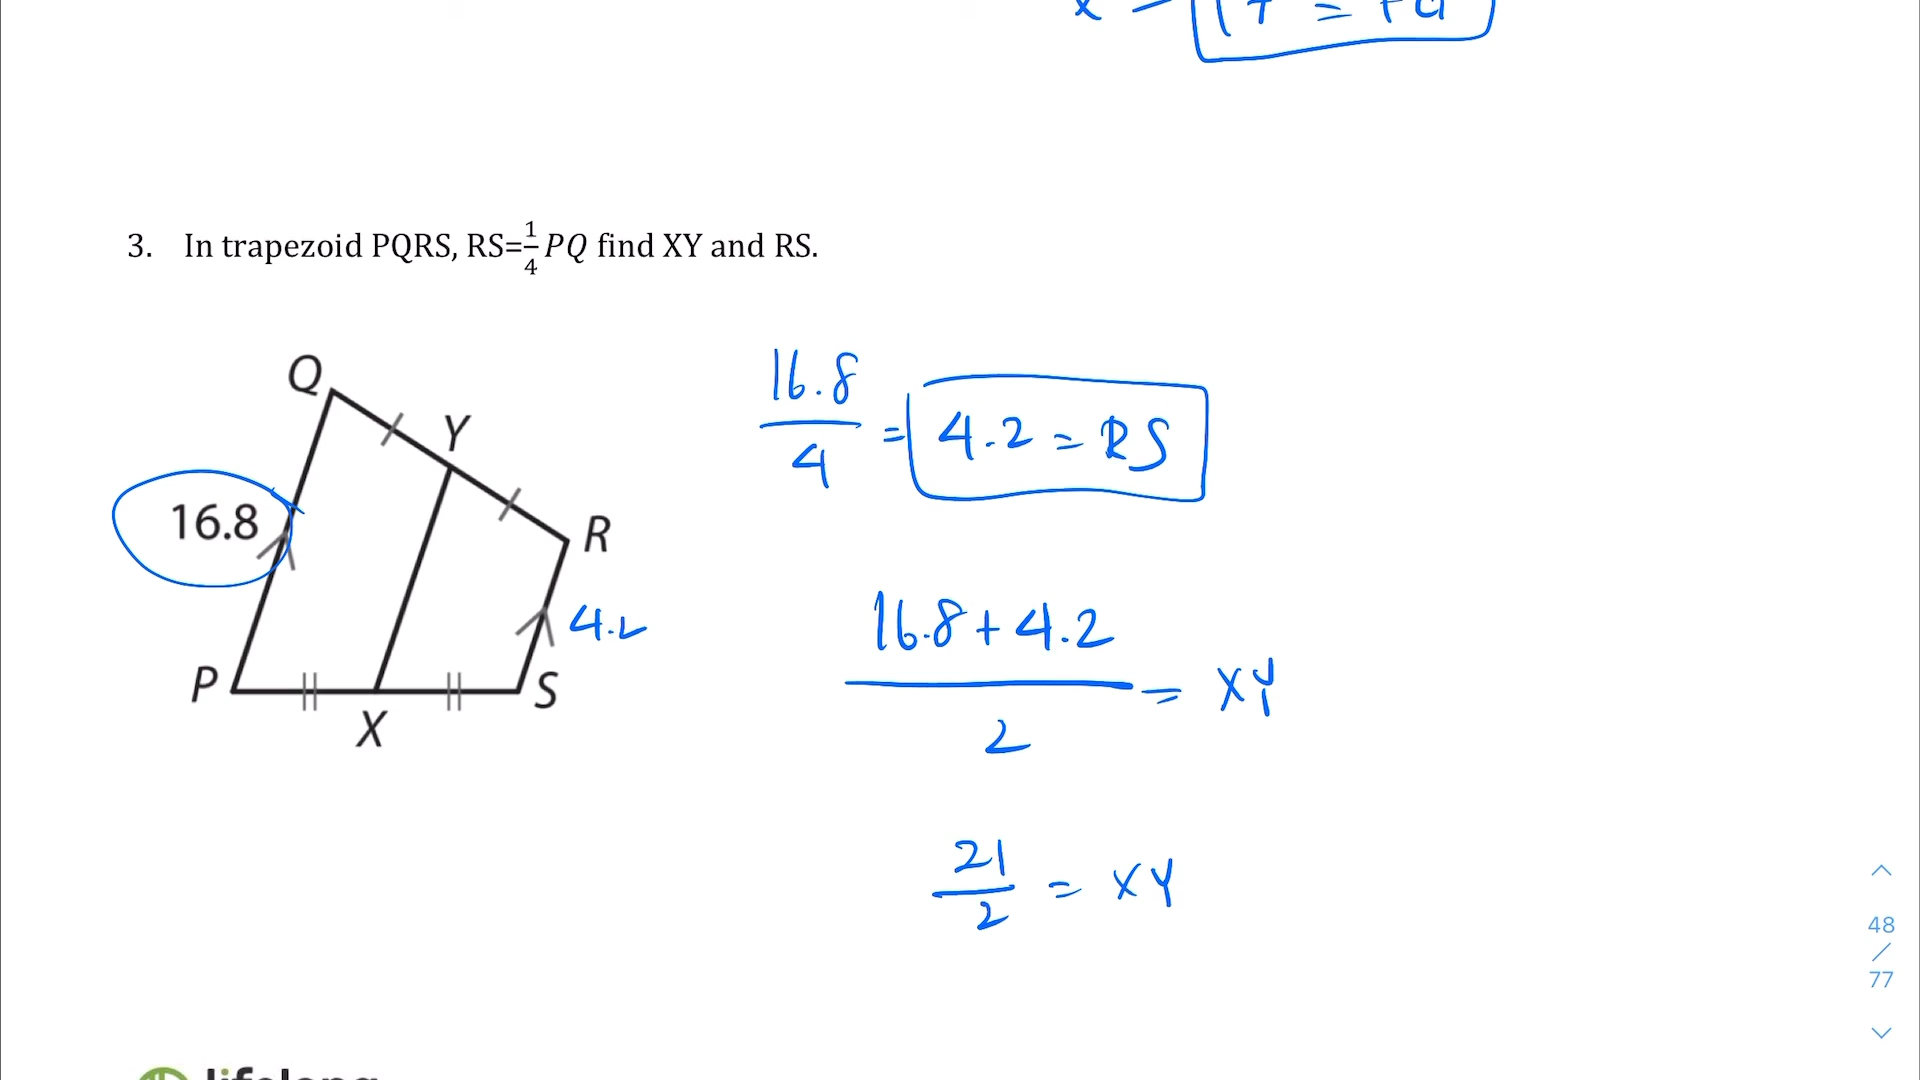 x =
3. In trapezoid PQRS, RS=1/4 PQ find XY and RS.
Q
Y
16.8
R
4.2
P
S
X
16.8/4 = 4.2 = RS
16.8+4.2/2 = XY
21/2 = XY
48
/
77
lifelong